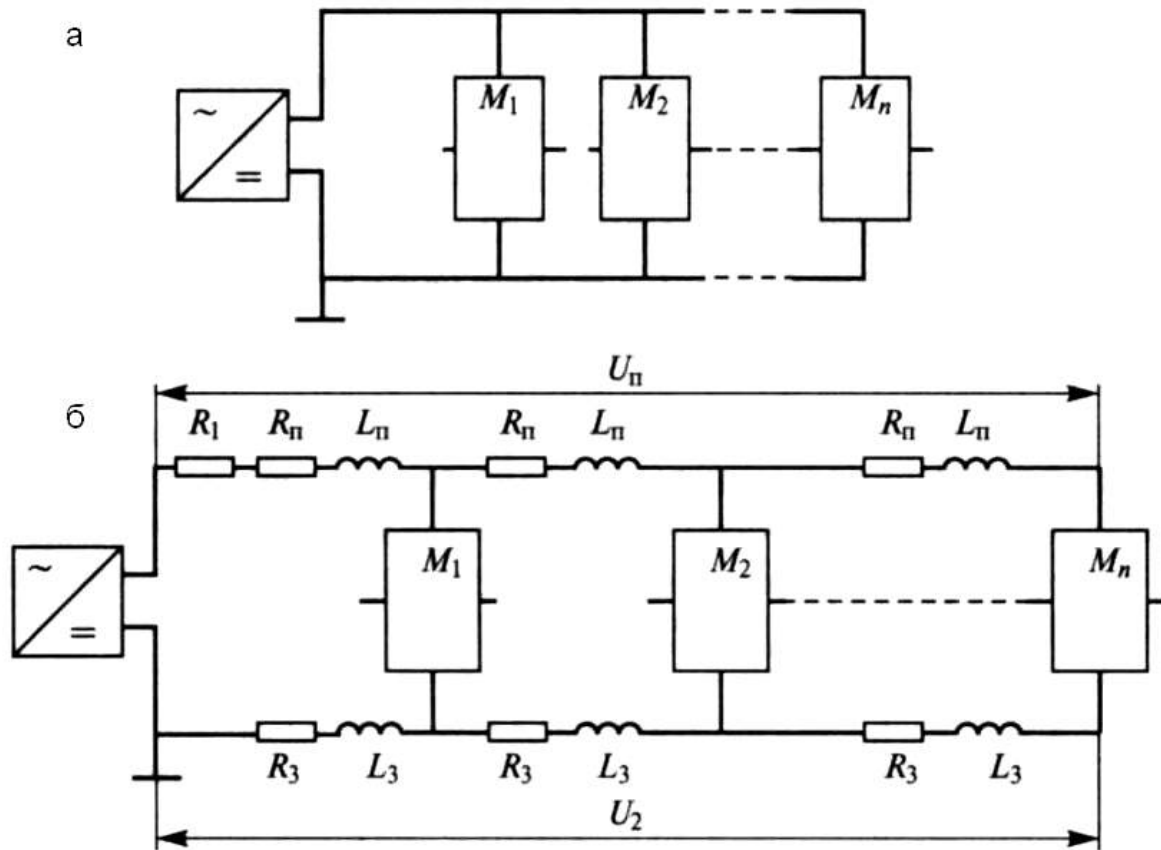 а
~
=
M₁ M₂ Mₙ
Uп
б
R₁ Rп Lп Rп Lп Rп Lп
~
=
M₁ M₂ Mₙ
R₃ L₃ R₃ L₃ R₃ L₃
U₂